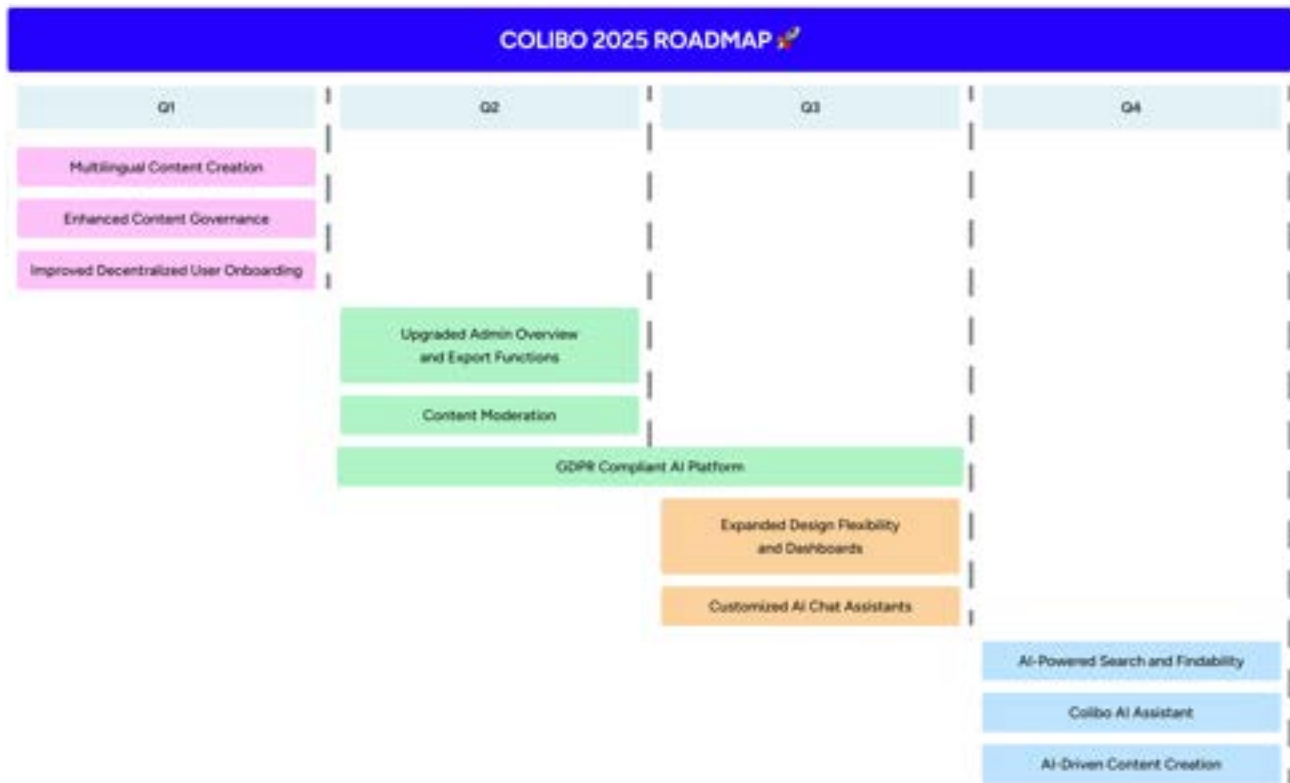 COLIBO 2025 ROADMAP 🚀
Q1
Q2
Q3
Q4
Multilingual Content Creation
Enhanced Content Governance
Improved Decentralized User Onboarding
Upgraded Admin Overview
and Export Functions
Content Moderation
GDPR Compliant AI Platform
Expanded Design Flexibility
and Dashboards
Customized AI Chat Assistants
AI-Powered Search and Findability
Colibo AI Assistant
AI-Driven Content Creation